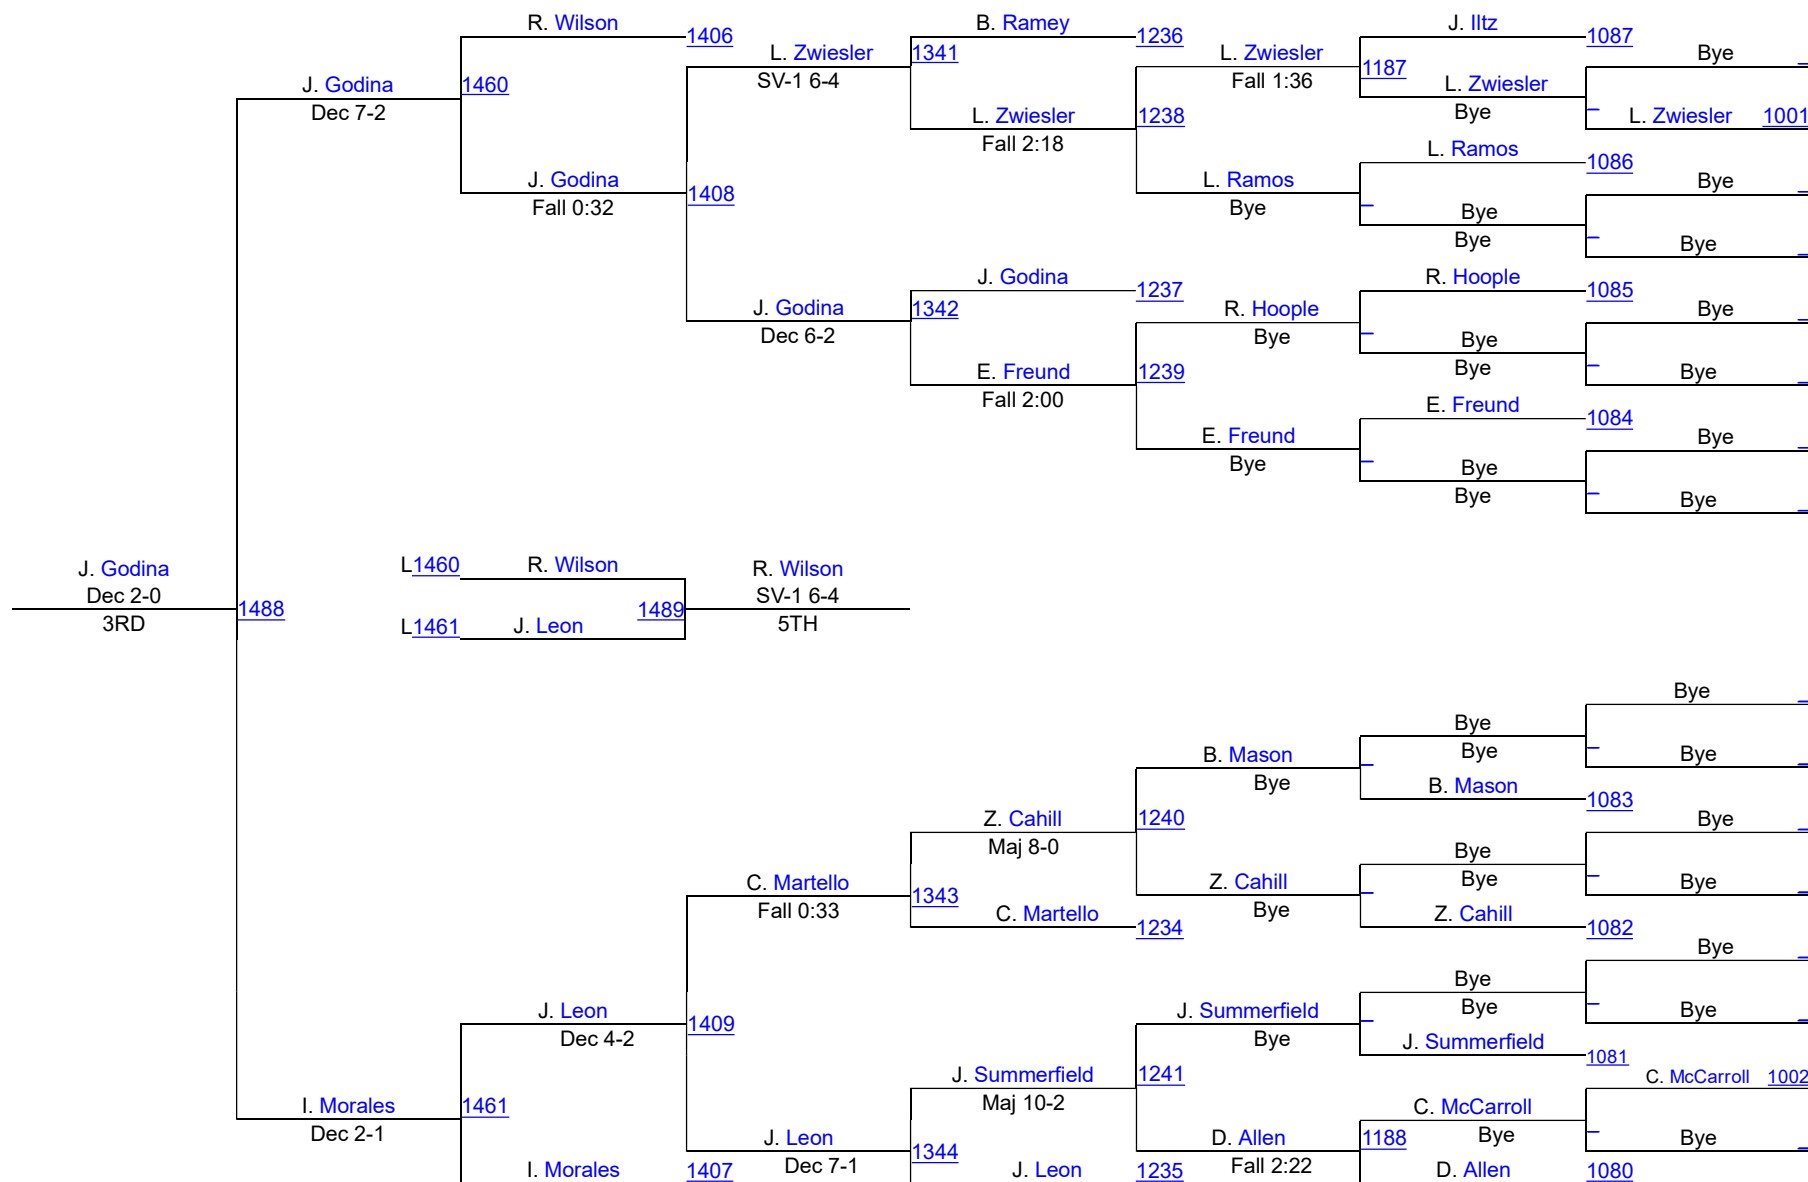 R. Wilson
1406
B. Ramey
1236
J. Iltz
1087
L. Zwiesler
1341
SV-1 6-4
L. Zwiesler
1187
Fall 1:36
Bye
J. Godina
1460
Dec 7-2
L. Zwiesler
Bye
L. Zwiesler
1238
Fall 2:18
L. Zwiesler 1001
L. Ramos
1086
J. Godina
1408
Fall 0:32
L. Ramos
Bye
Bye
Bye
Bye
Bye
J. Godina
1237
R. Hoople
1085
J. Godina
1342
Dec 6-2
R. Hoople
Bye
Bye
Bye
Bye
E. Freund
1239
Fall 2:00
Bye
E. Freund
1084
E. Freund
Bye
Bye
Bye
Bye
Bye
J. Godina
Dec 2-0
1488
3RD
L1460
R. Wilson
L1461
J. Leon
1489
R. Wilson
SV-1 6-4
5TH
Bye
Bye
Bye
Bye
B. Mason
Bye
B. Mason
1083
Z. Cahill
1240
Maj 8-0
Bye
Bye
Bye
Bye
C. Martello
1343
Fall 0:33
Z. Cahill
Bye
C. Martello
1234
Z. Cahill
1082
Bye
Bye
Bye
Bye
J. Leon
1409
Dec 4-2
J. Summerfield
Bye
J. Summerfield
1081
J. Summerfield
1241
Maj 10-2
C. McCarroll 1002
I. Morales
1461
Dec 2-1
C. McCarroll
Bye
Bye
J. Leon
1344
Dec 7-1
D. Allen
1188
Fall 2:22
I. Morales
1407
J. Leon
1235
D. Allen
1080